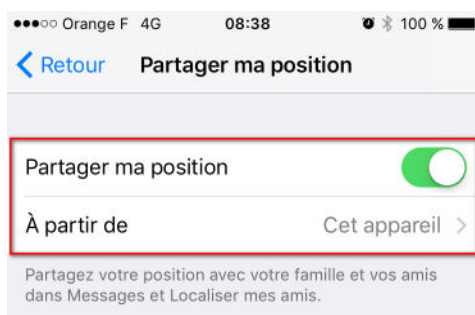 Orange F 4G 08:38 100 %
Retour Partager ma position
Partager ma position
À partir de Cet appareil
Partagez votre position avec votre famille et vos amis
dans Messages et Localiser mes amis.